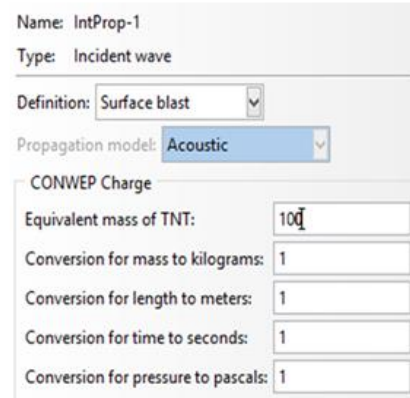 Name: IntProp-1
Type: Incident wave
Definition: Surface blast
Propagation model: Acoustic
CONWEP Charge
Equivalent mass of TNT: 100
Conversion for mass to kilograms: 1
Conversion for length to meters: 1
Conversion for time to seconds: 1
Conversion for pressure to pascals: 1